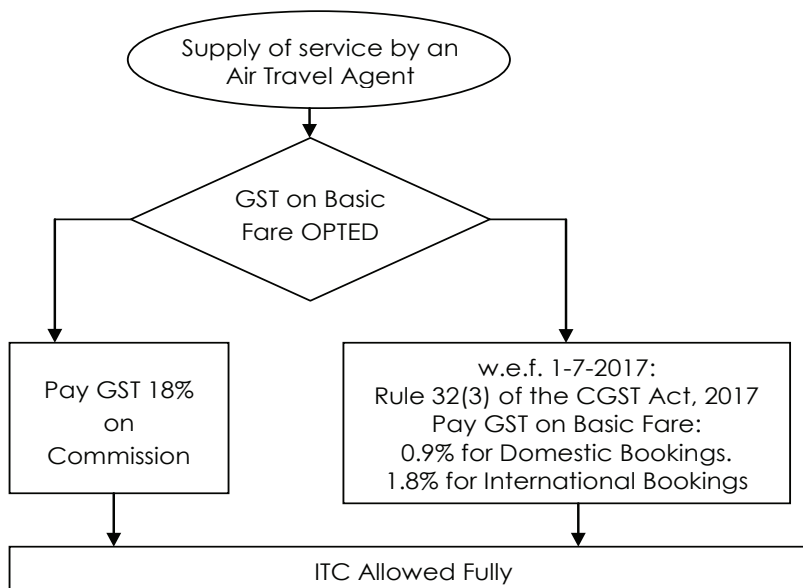 Supply of service by an
Air Travel Agent
GST on Basic
Fare OPTED
Pay GST 18%
on
Commission
w.e.f. 1-7-2017:
Rule 32(3) of the CGST Act, 2017
Pay GST on Basic Fare:
0.9% for Domestic Bookings.
1.8% for International Bookings
ITC Allowed Fully